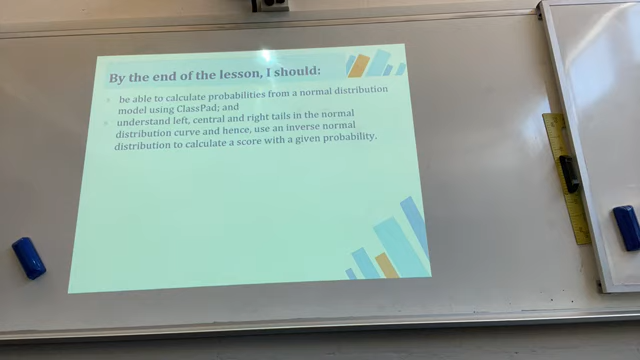 By the end of the lesson, I should:
be able to calculate probabilities from a normal distribution
model using ClassPad; and
understand left, central and right tails in the normal
distribution curve and hence, use an inverse normal
distribution to calculate a score with a given probability.